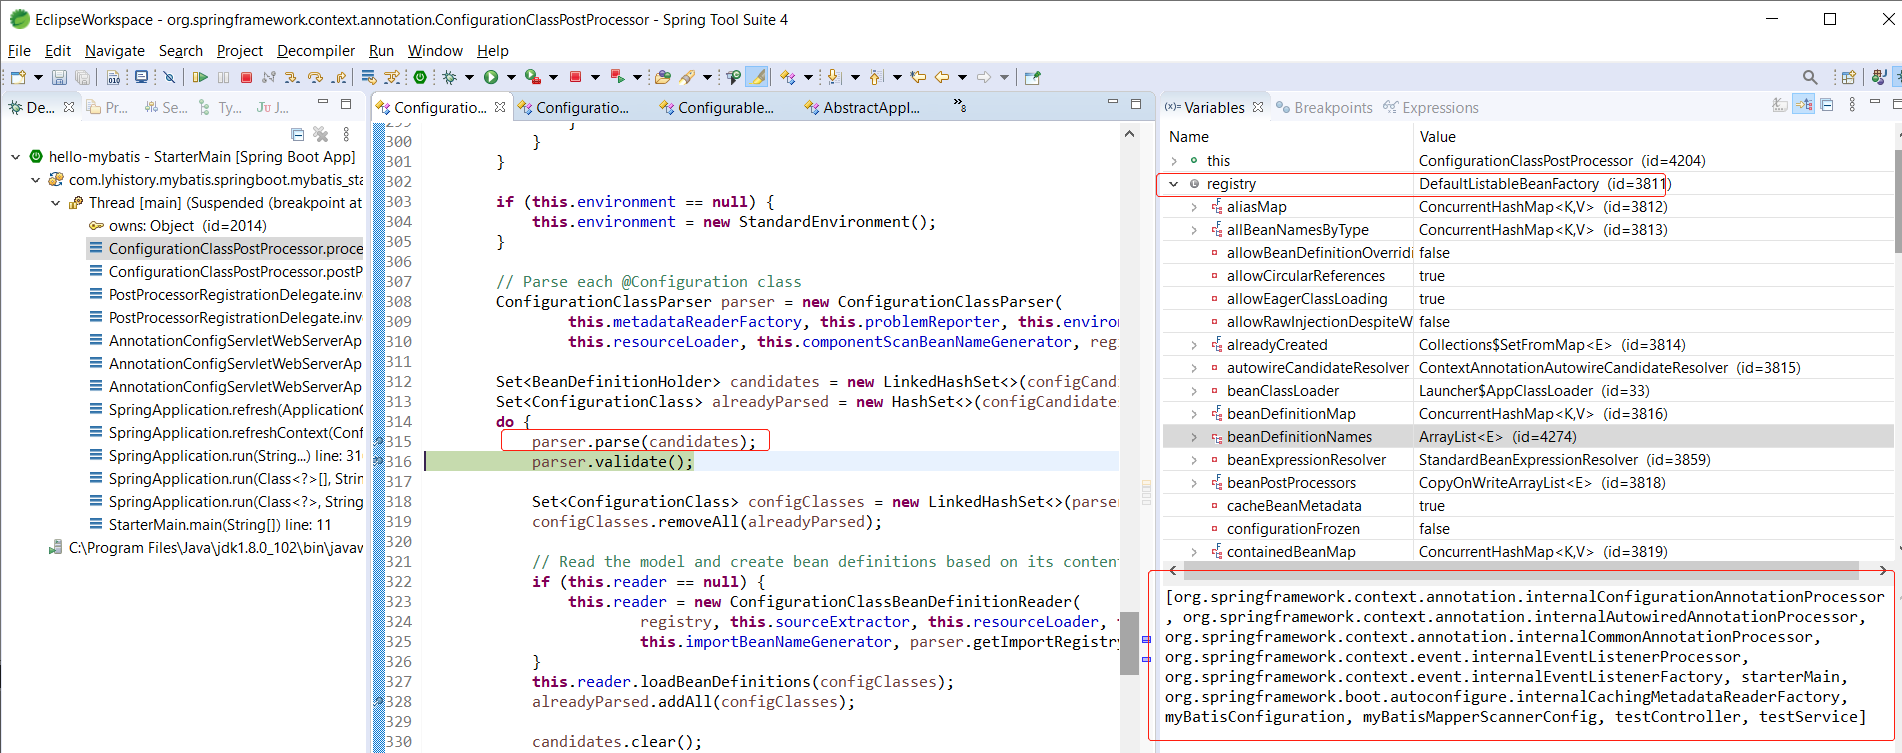 EclipseWorkspace - org.springframework.context.annotation.ConfigurationClassPostProcessor - Spring Tool Suite 4
File Edit Navigate Search Project Decompiler Run Window Help
De... Pr... Se... Ty... J...
hello-mybatis - StarterMain [Spring Boot App]
com.lyhistory.mybatis.springboot.mybatis_sta
Thread [main] (Suspended (breakpoint at
owns: Object (id=2014)
ConfigurationClassPostProcessor.proce
ConfigurationClassPostProcessor.postP
PostProcessorRegistrationDelegate.inv
PostProcessorRegistrationDelegate.inv
AnnotationConfigServletWebServerAp
AnnotationConfigServletWebServerAp
AnnotationConfigServletWebServerAp
SpringApplication.refresh(ApplicationC
SpringApplication.refreshContext(Conf
SpringApplication.run(String...) line: 31
SpringApplication.run(Class<?>[], Strin
SpringApplication.run(Class<?>, String
StarterMain.main(String[]) line: 11
C:\Program Files\Java\jdk1.8.0_102\bin\javaw
Configuratio... Configuratio... Configurable... AbstractAppl... »8
299 }
300 }
301 }
302
303 if (this.environment == null) {
304 this.environment = new StandardEnvironment();
305 }
306
307 // Parse each @Configuration class
308 ConfigurationClassParser parser = new ConfigurationClassParser(
309 this.metadataReaderFactory, this.problemReporter, this.environ
310 this.resourceLoader, this.componentScanBeanNameGenerator, regi
311
312 Set<BeanDefinitionHolder> candidates = new LinkedHashSet<>(configCand
313 Set<ConfigurationClass> alreadyParsed = new HashSet<>(configCandidate
314 do {
315 parser.parse(candidates);
316 parser.validate();
317
318 Set<ConfigurationClass> configClasses = new LinkedHashSet<>(parser
319 configClasses.removeAll(alreadyParsed);
320
321 // Read the model and create bean definitions based on its conten
322 if (this.reader == null) {
323 this.reader = new ConfigurationClassBeanDefinitionReader(
324 registry, this.sourceExtractor, this.resourceLoader, t
325 this.importBeanNameGenerator, parser.getImportRegistry
326 }
327 this.reader.loadBeanDefinitions(configClasses);
328 alreadyParsed.addAll(configClasses);
329
330 candidates.clear();
(x)= Variables Breakpoints Expressions
Name Value
this ConfigurationClassPostProcessor (id=4204)
registry DefaultListableBeanFactory (id=3811)
aliasMap ConcurrentHashMap<K,V> (id=3812)
allBeanNamesByType ConcurrentHashMap<K,V> (id=3813)
allowBeanDefinitionOverridi false
allowCircularReferences true
allowEagerClassLoading true
allowRawInjectionDespiteW false
alreadyCreated Collections$SetFromMap<E> (id=3814)
autowireCandidateResolver ContextAnnotationAutowireCandidateResolver (id=3815)
beanClassLoader Launcher$AppClassLoader (id=33)
beanDefinitionMap ConcurrentHashMap<K,V> (id=3816)
beanDefinitionNames ArrayList<E> (id=4274)
beanExpressionResolver StandardBeanExpressionResolver (id=3859)
beanPostProcessors CopyOnWriteArrayList<E> (id=3818)
cacheBeanMetadata true
configurationFrozen false
containedBeanMap ConcurrentHashMap<K,V> (id=3819)
[org.springframework.context.annotation.internalConfigurationAnnotationProcessor
, org.springframework.context.annotation.internalAutowiredAnnotationProcessor,
org.springframework.context.annotation.internalCommonAnnotationProcessor,
org.springframework.context.event.internalEventListenerProcessor,
org.springframework.context.event.internalEventListenerFactory, starterMain,
org.springframework.boot.autoconfigure.internalCachingMetadataReaderFactory,
myBatisConfiguration, myBatisMapperScannerConfig, testController, testService]